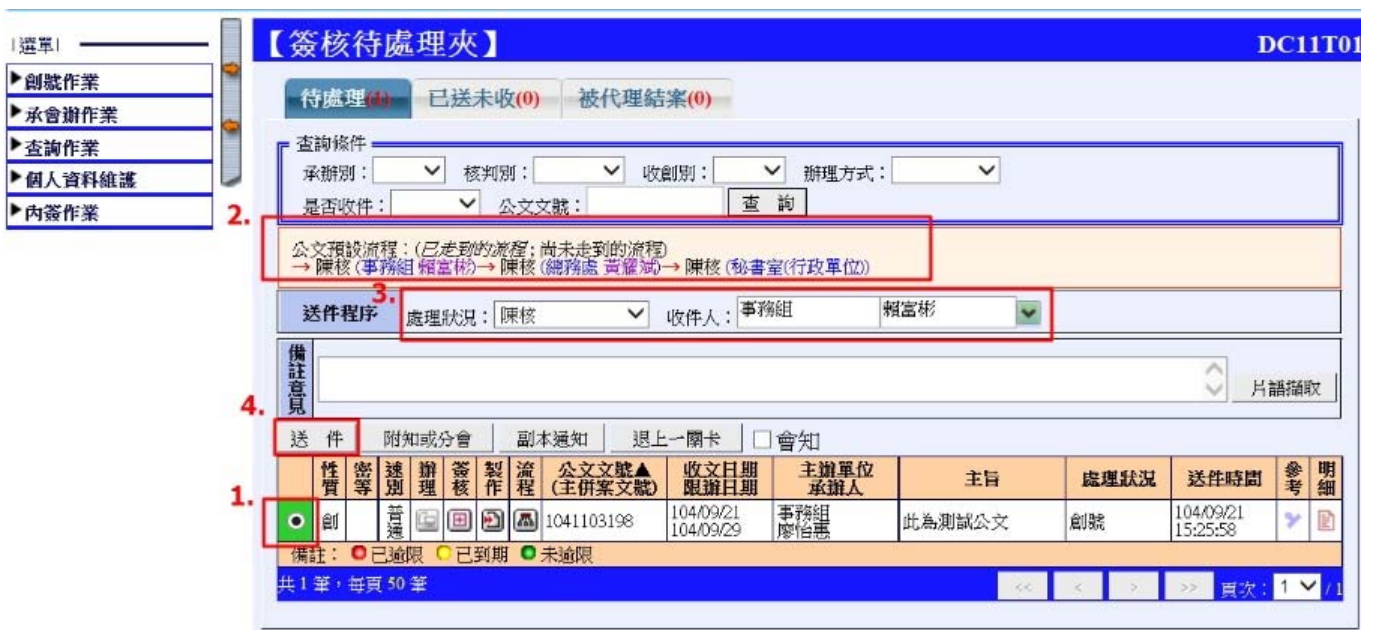 |選單|
▶創號作業
▶承會辦作業
▶查詢作業
▶個人資料維護
▶內簽作業
【簽核待處理夾】 DC11T01
待處理(1) 已送未收(0) 被代理結案(0)
查詢條件
承辦別： 核判別： 收創別： 辦理方式：
是否收件： 公文文號： 查 詢
2.
公文預設流程：(已走到的流程;尚未走到的流程)
→ 陳核 (事務組 賴富彬)→ 陳核 (總務處 黃耀斌)→ 陳核 (秘書室(行政單位))
3.
送件程序 處理狀況： 陳核 收件人： 事務組 賴富彬
備註意見 片語擷取
4.
送 件 附知或分會 副本通知 退上一關卡 會知
性質 密等 速別 辦理 簽核 製作 流程 公文文號▲ (主併案文號) 收文日期 限辦日期 主辦單位 承辦人 主旨 處理狀況 送件時間 參考 明細
1.
創 普通 1041103198 104/09/21 104/09/29 事務組 廖怡惠 此為測試公文 創號 104/09/21 15:25:58
備註： 已逾限 已到期 未逾限
共 1 筆，每頁 50 筆 << < > >> 頁次： 1 / 1